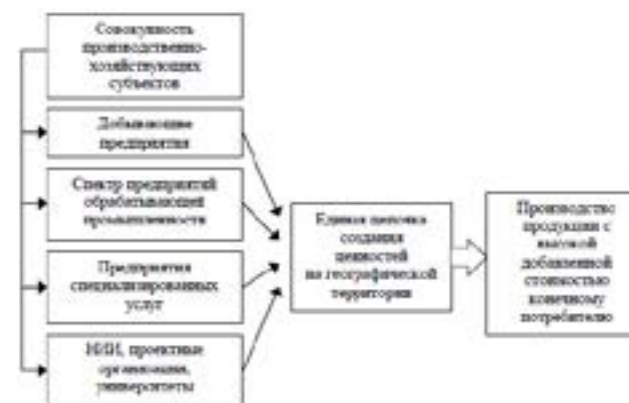 Совокупность
производственно-
хозяйствующих
субъектов
Добывающие
предприятия
Спектр предприятий
обрабатывающей
промышленности
Предприятия
специализированных
услуг
НИИ, проектные
организации,
университеты
Единая цепочка
создания
ценностей
на географической
территории
Производство
продукции с
высокой
добавленной
стоимостью
конечному
потребителю